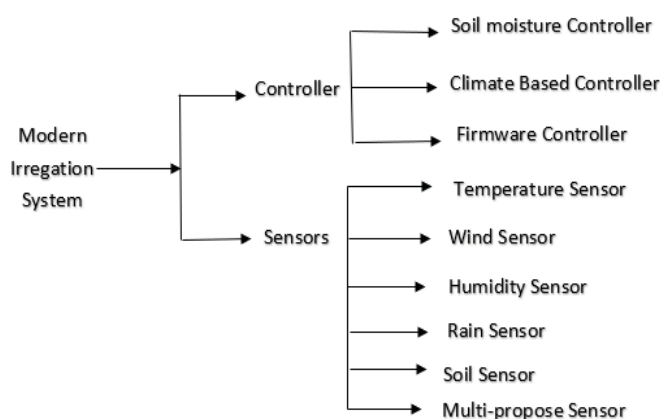 Modern
Irregation
System
Controller
Soil moisture Controller
Climate Based Controller
Firmware Controller
Sensors
Temperature Sensor
Wind Sensor
Humidity Sensor
Rain Sensor
Soil Sensor
Multi-propose Sensor